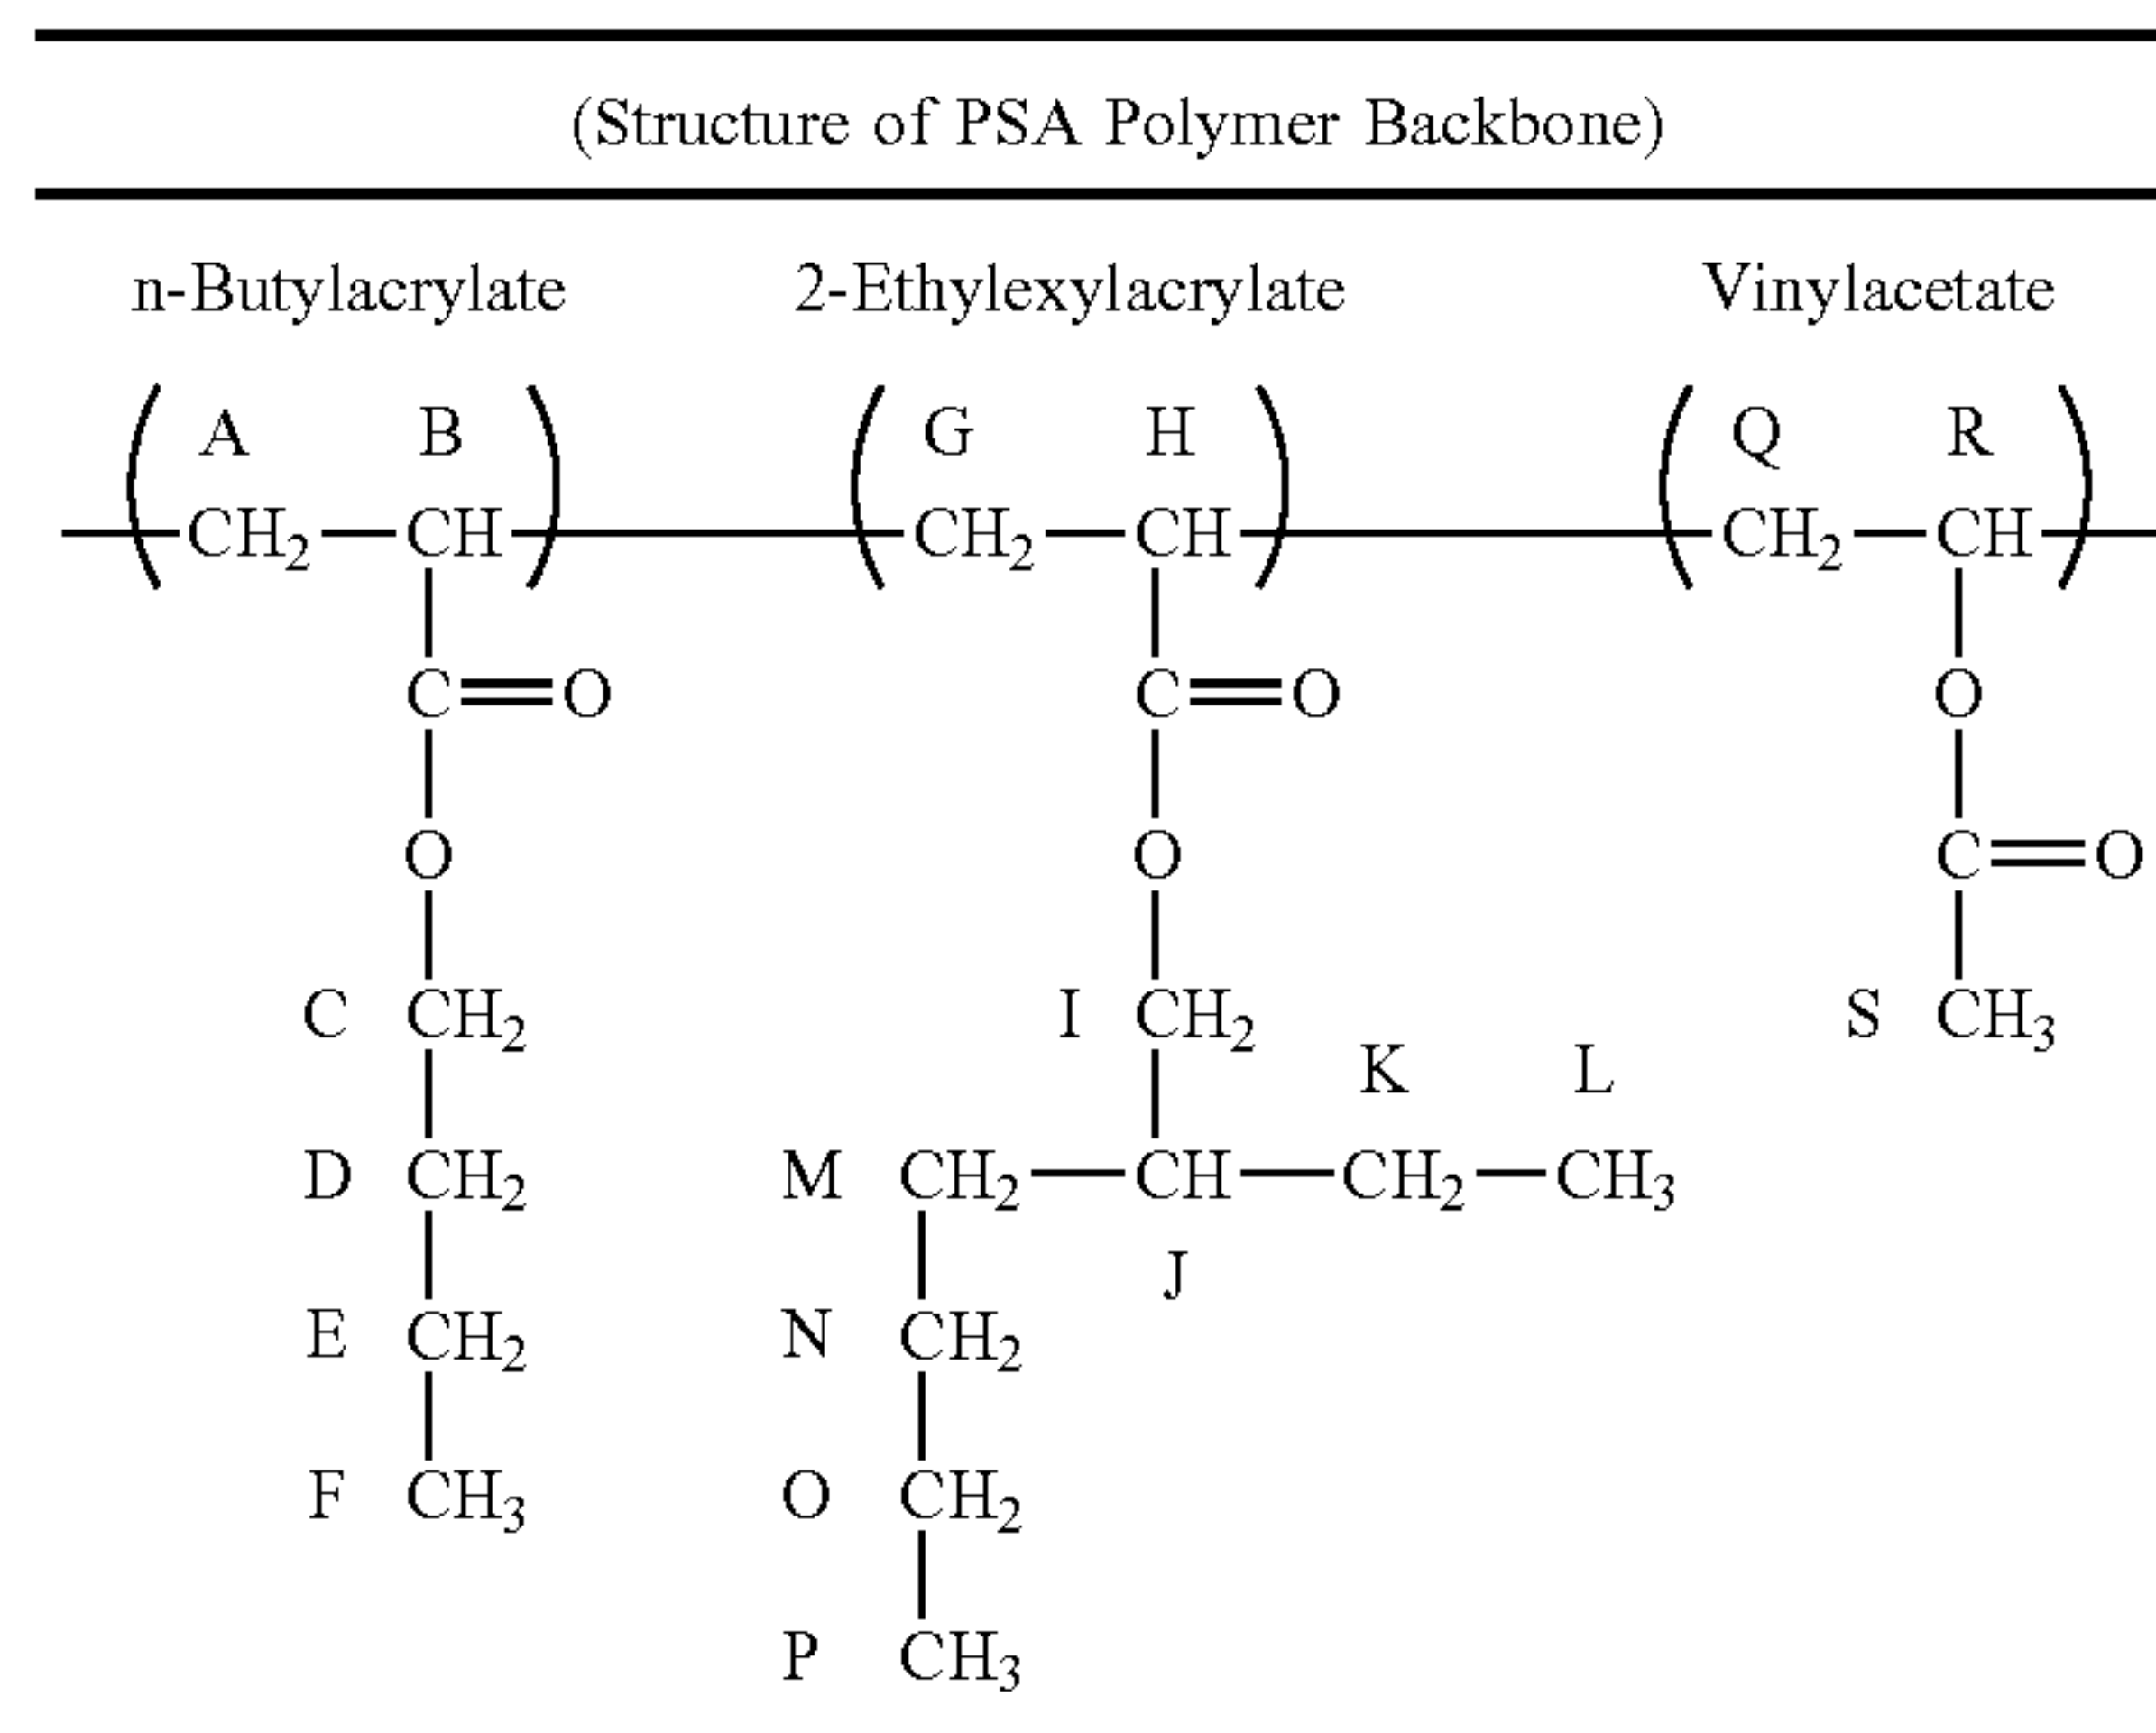 (Structure of PSA Polymer Backbone)
n-Butylacrylate 2-Ethylexylacrylate Vinylacetate
A B G H Q R
CH2 CH CH2 CH CH2 CH
C O C O O
O O C O
C CH2 I CH2 S CH3
K L
D CH2 M CH2 CH CH2 CH3
J
E CH2 N CH2
F CH3 O CH2
P CH3